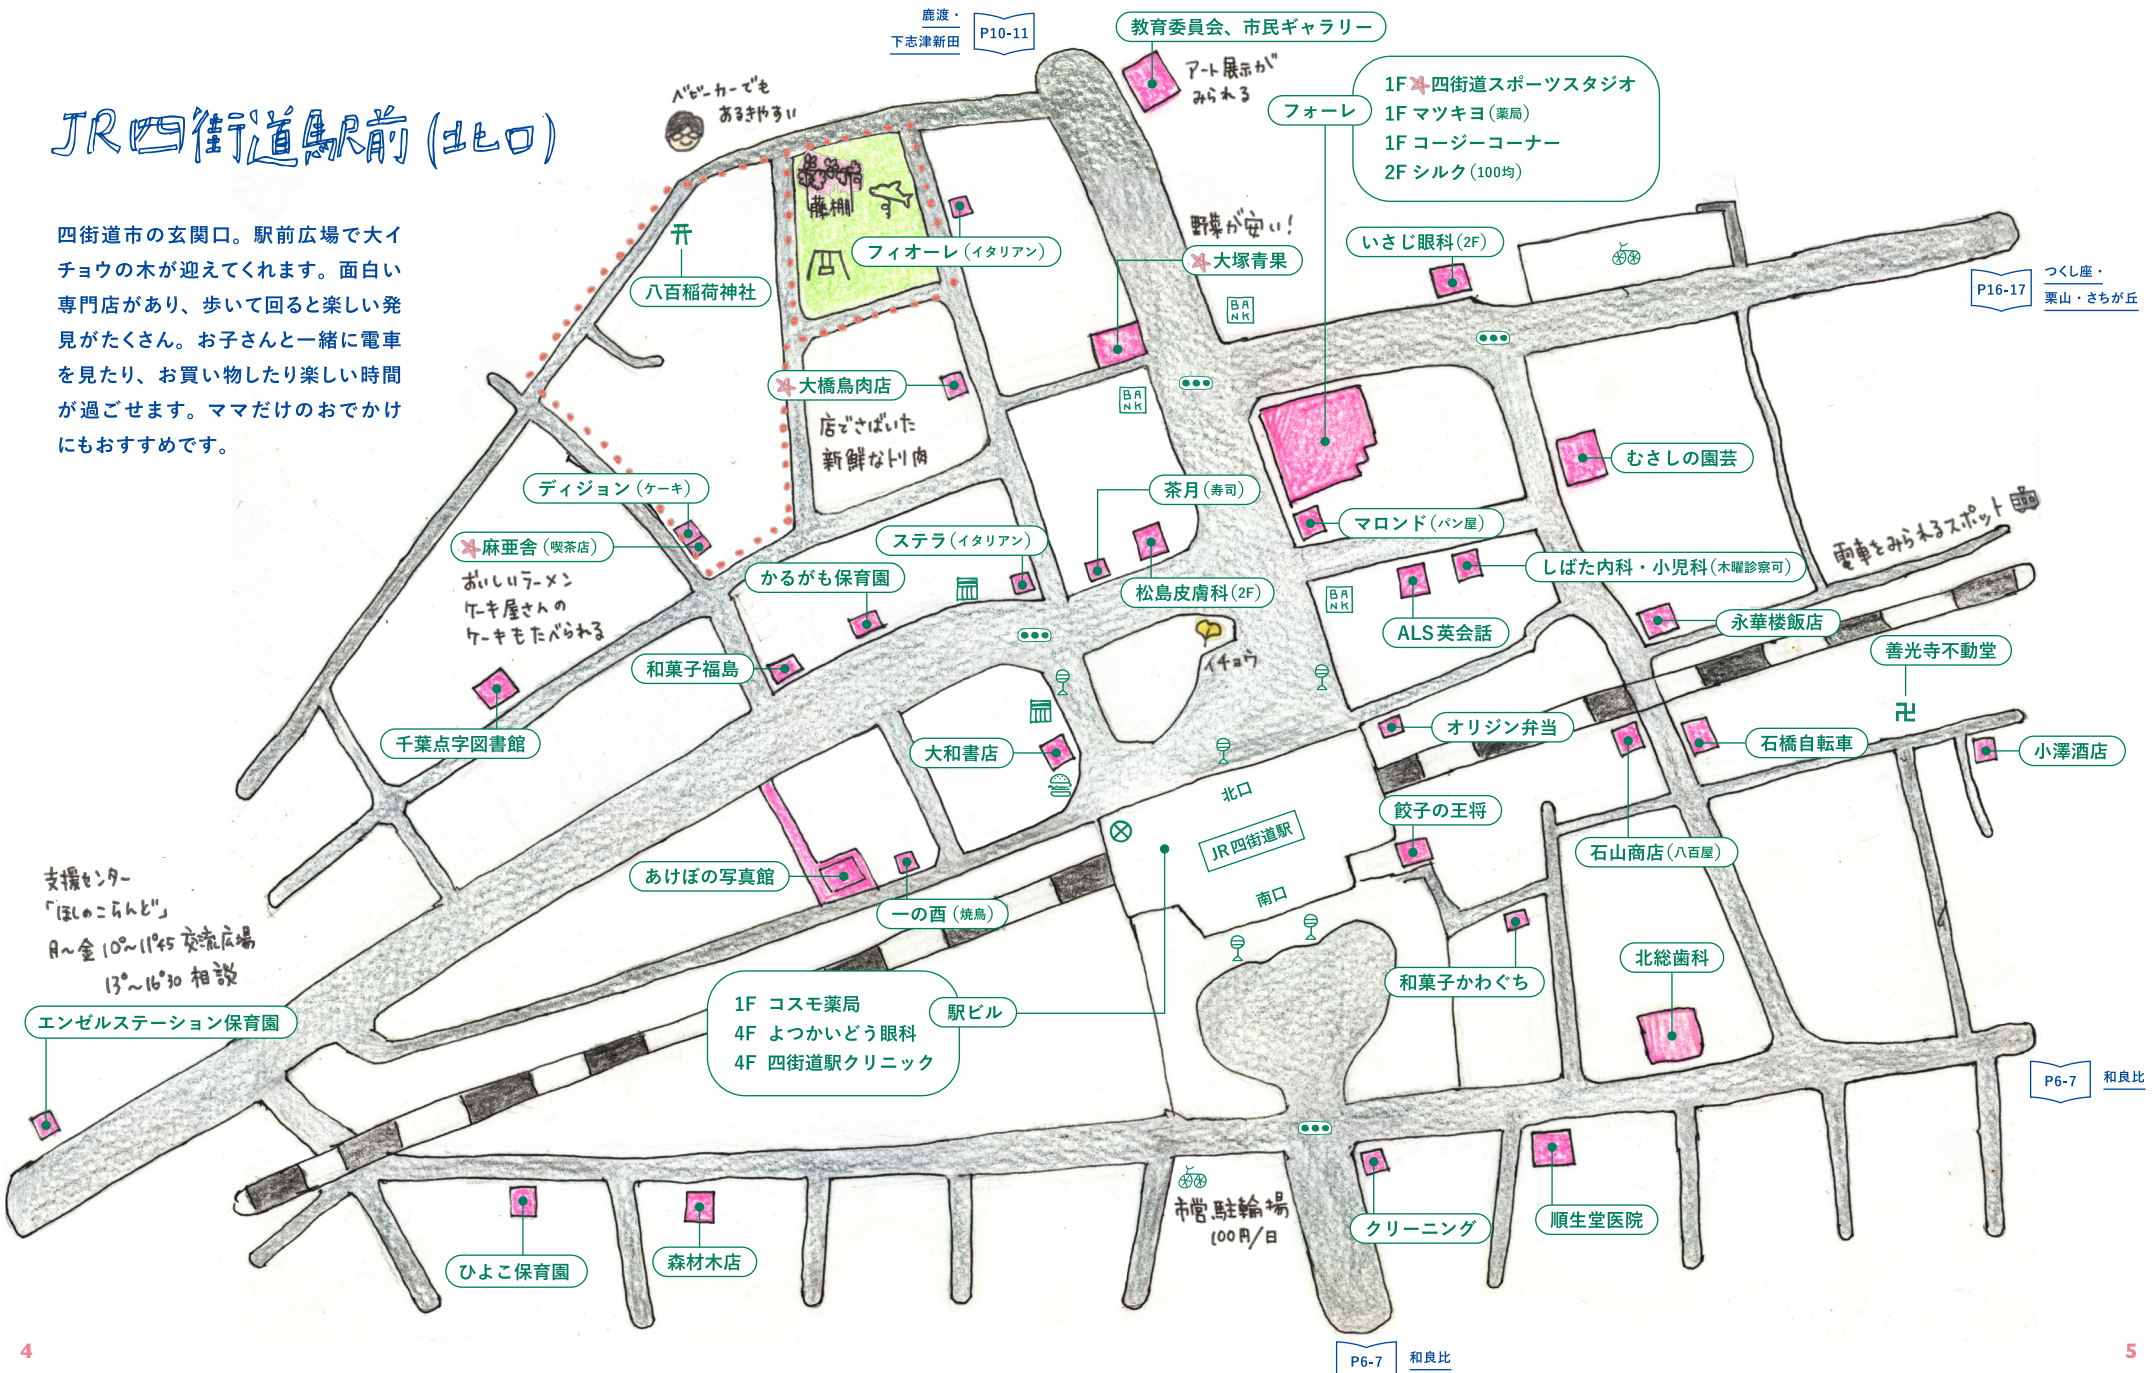 JR四街道駅前(北口)
四街道市の玄関口。駅前広場で大イ
チョウの木が迎えてくれます。面白い
専門店があり、歩いて回ると楽しい発
見がたくさん。お子さんと一緒に電車
を見たり、お買い物したり楽しい時間
が過ごせます。ママだけのおでかけ
にもおすすめです。
鹿渡・
下志津新田
P10-11
教育委員会、市民ギャラリー
アート展示が
みられる
ベビーカーでも
あるきやすい
フォーレ
1F 四街道スポーツスタジオ
1F マツキヨ(薬局)
1F コージーコーナー
2F シルク(100均)
藤棚
フィオーレ(イタリアン)
八百稲荷神社
野菜が安い!
大塚青果
いさじ眼科(2F)
BANK
P16-17
つくし座・
栗山・さちが丘
大橋鳥肉店
店でさばいた
新鮮なトリ肉
BANK
むさしの園芸
ディジョン(ケーキ)
茶月(寿司)
マロンド(パン屋)
電車をみられるスポット
麻亜舎(喫茶店)
おいしいラーメン
ケーキ屋さんの
ケーキもたべられる
ステラ(イタリアン)
かるがも保育園
松島皮膚科(2F)
BANK
しばた内科・小児科(木曜診察可)
ALS英会話
永華楼飯店
善光寺不動堂
卍
和菓子福島
イチョウ
千葉点字図書館
大和書店
オリジン弁当
石橋自転車
小澤酒店
北口
JR四街道駅
南口
餃子の王将
石山商店(八百屋)
あけぼの写真館
一の酉(焼鳥)
支援センター
「ほしのこらんど」
月~金 10°~11°45 交流広場
13°~16°30 相談
エンゼルステーション保育園
1F コスモ薬局
4F よつかいどう眼科
4F 四街道駅クリニック
駅ビル
和菓子かわぐち
北総歯科
P6-7
和良比
市営駐輪場
100円/日
クリーニング
順生堂医院
ひよこ保育園
森材木店
P6-7
和良比
4
5